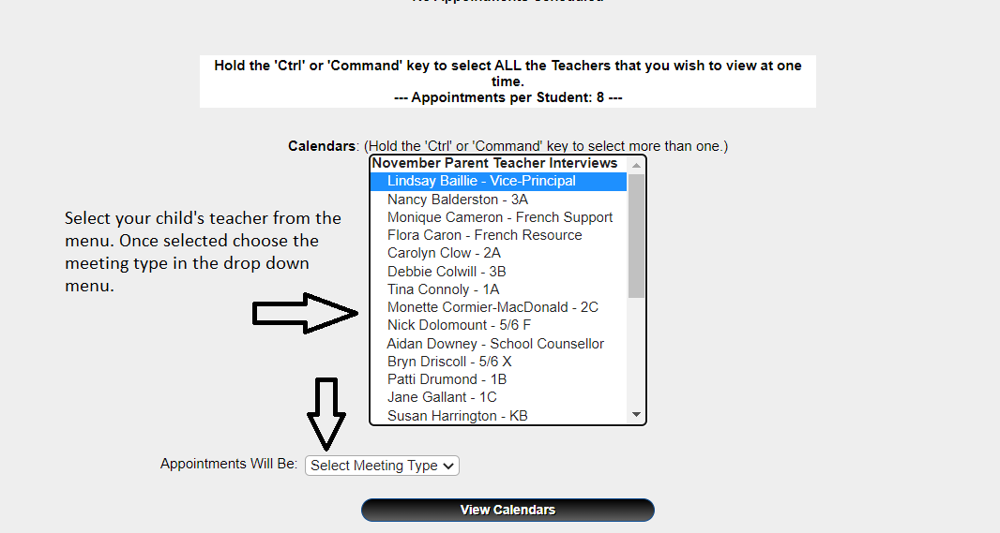 No Appointments Scheduled
Hold the 'Ctrl' or 'Command' key to select ALL the Teachers that you wish to view at one
time.
--- Appointments per Student: 8 ---
Calendars: (Hold the 'Ctrl' or 'Command' key to select more than one.)
November Parent Teacher Interviews
Lindsay Baillie - Vice-Principal
Nancy Balderston - 3A
Monique Cameron - French Support
Flora Caron - French Resource
Carolyn Clow - 2A
Debbie Colwill - 3B
Tina Connoly - 1A
Monette Cormier-MacDonald - 2C
Nick Dolomount - 5/6 F
Aidan Downey - School Counsellor
Bryn Driscoll - 5/6 X
Patti Drumond - 1B
Jane Gallant - 1C
Susan Harrington - KB
Select your child's teacher from the
menu. Once selected choose the
meeting type in the drop down
menu.
Appointments Will Be: Select Meeting Type
View Calendars